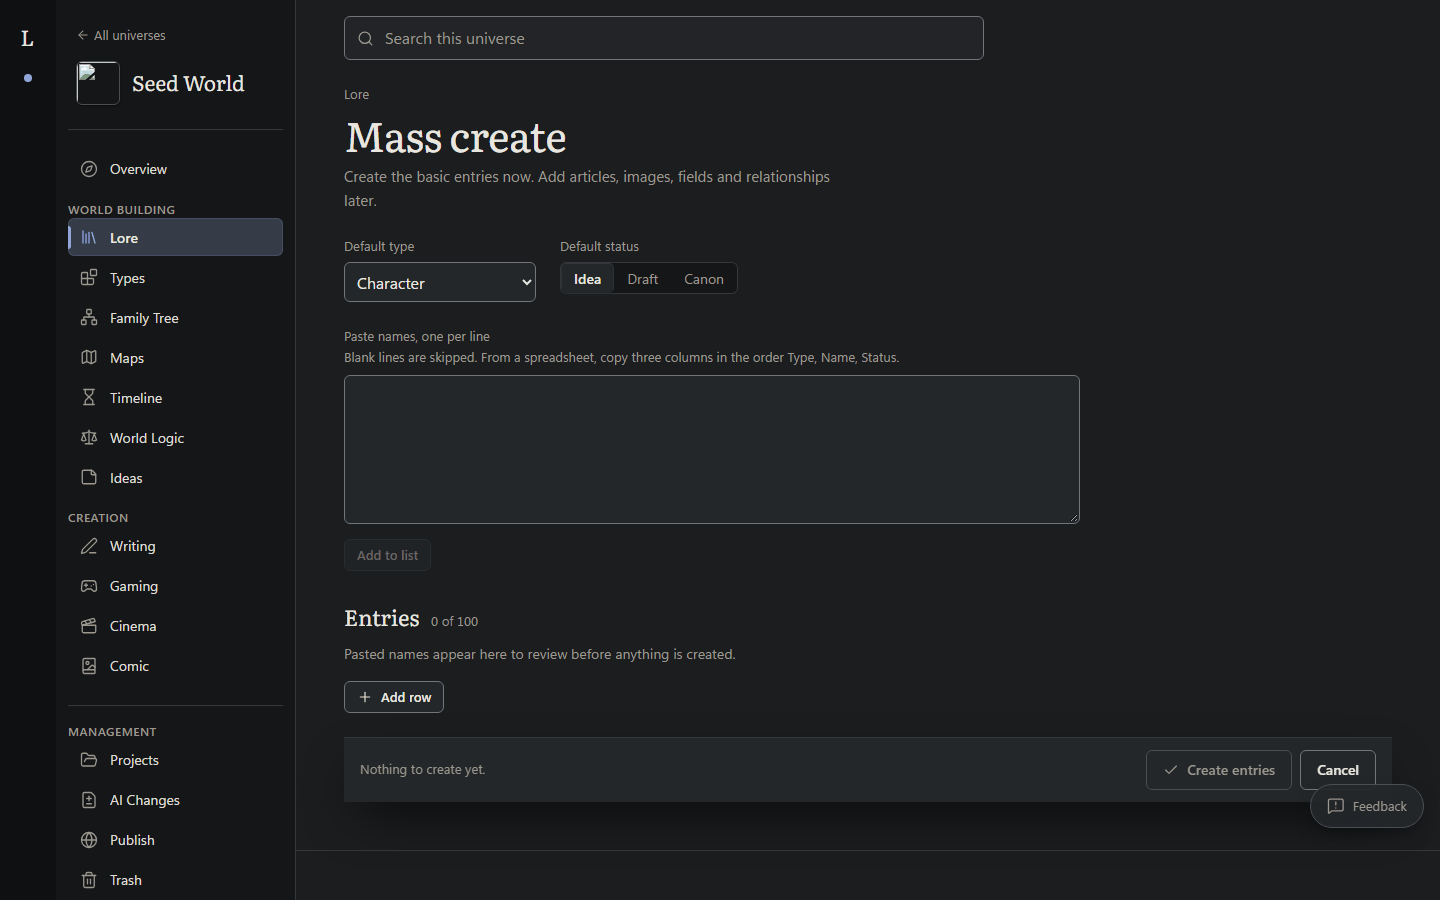 L
All universes
Seed World
Overview
WORLD BUILDING
Lore
Types
Family Tree
Maps
Timeline
World Logic
Ideas
CREATION
Writing
Gaming
Cinema
Comic
MANAGEMENT
Projects
AI Changes
Publish
Trash
Search this universe
Lore
Mass create
Create the basic entries now. Add articles, images, fields and relationships
later.
Default type
Default status
Character
Idea Draft Canon
Paste names, one per line
Blank lines are skipped. From a spreadsheet, copy three columns in the order Type, Name, Status.
Add to list
Entries 0 of 100
Pasted names appear here to review before anything is created.
Add row
Nothing to create yet.
Create entries
Cancel
Feedback